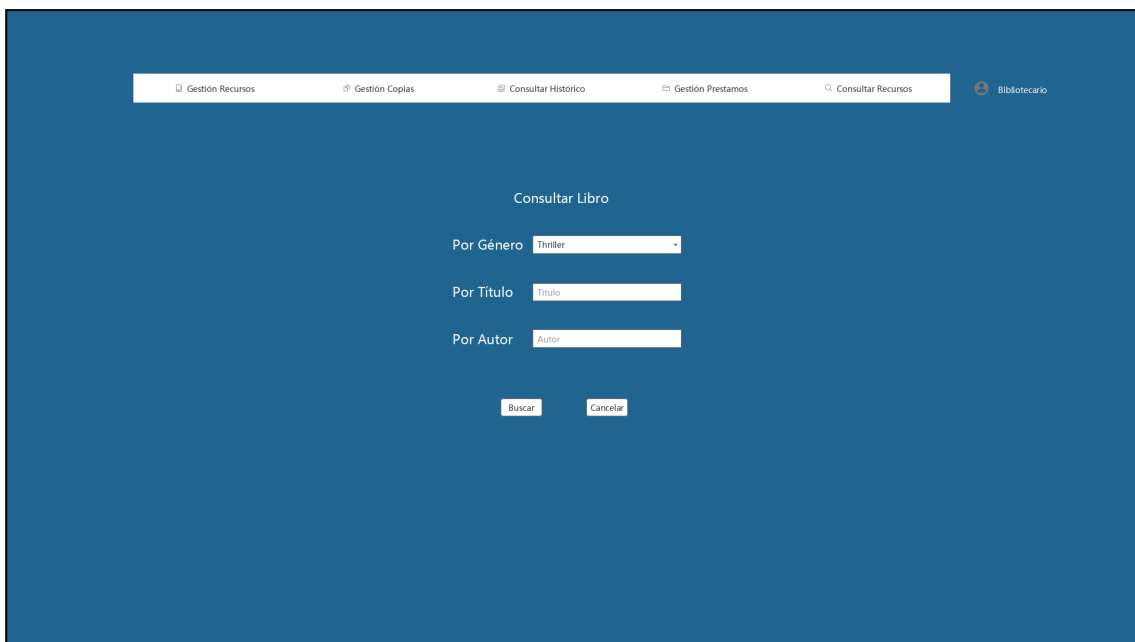 Gestión Recursos Gestión Copias Consultar Histórico Gestión Prestamos Consultar Recursos Bibliotecario
Consultar Libro
Por Género Thriller
Por Título Titulo
Por Autor Autor
Buscar Cancelar